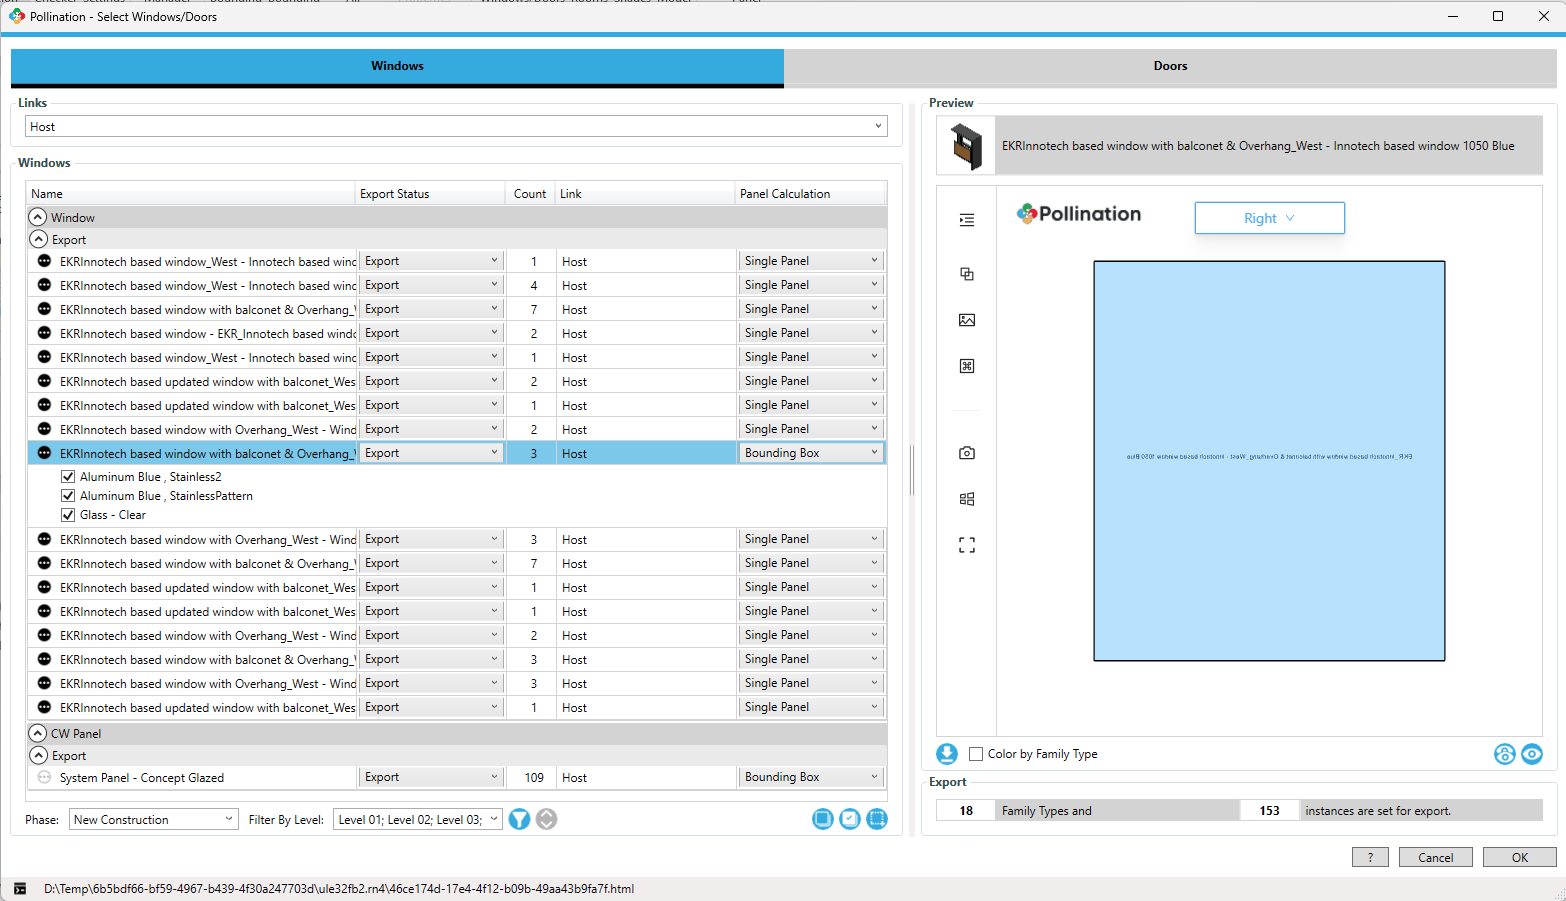 Pollination - Select Windows/Doors
Windows
Doors
Links
Host
Windows
Name Export Status Count Link Panel Calculation
Window
Export
EKRInnotech based window_West - Innotech based winc Export 1 Host Single Panel
EKRInnotech based window_West - Innotech based winc Export 4 Host Single Panel
EKRInnotech based window with balconet & Overhang_ Export 7 Host Single Panel
EKRInnotech based window - EKR_Innotech based windc Export 2 Host Single Panel
EKRInnotech based window_West - Innotech based winc Export 1 Host Single Panel
EKRInnotech based updated window with balconet_Wes Export 2 Host Single Panel
EKRInnotech based updated window with balconet_Wes Export 1 Host Single Panel
EKRInnotech based window with Overhang_West - Wind Export 2 Host Single Panel
EKRInnotech based window with balconet & Overhang_ Export 3 Host Bounding Box
Aluminum Blue , Stainless2
Aluminum Blue , StainlessPattern
Glass - Clear
EKRInnotech based window with Overhang_West - Wind Export 3 Host Single Panel
EKRInnotech based window with balconet & Overhang_ Export 7 Host Single Panel
EKRInnotech based updated window with balconet_Wes Export 1 Host Single Panel
EKRInnotech based updated window with balconet_Wes Export 1 Host Single Panel
EKRInnotech based window with Overhang_West - Wind Export 2 Host Single Panel
EKRInnotech based window with balconet & Overhang_ Export 3 Host Single Panel
EKRInnotech based window with Overhang_West - Wind Export 3 Host Single Panel
EKRInnotech based updated window with balconet_Wes Export 1 Host Single Panel
CW Panel
Export
System Panel - Concept Glazed Export 109 Host Bounding Box
Phase: New Construction Filter By Level: Level 01; Level 02; Level 03;
Preview
EKRInnotech based window with balconet & Overhang_West - Innotech based window 1050 Blue
Pollination
Right
EKR_Innotech based window with balconet & Overhang_West - Innotech based window 1050 Blue
Color by Family Type
Export
18 Family Types and 153 instances are set for export.
? Cancel OK
D:\Temp\6b5bdf66-bf59-4967-b439-4f30a247703d\ule32fb2.rn4\46ce174d-17e4-4f12-b09b-49aa43b9fa7f.html